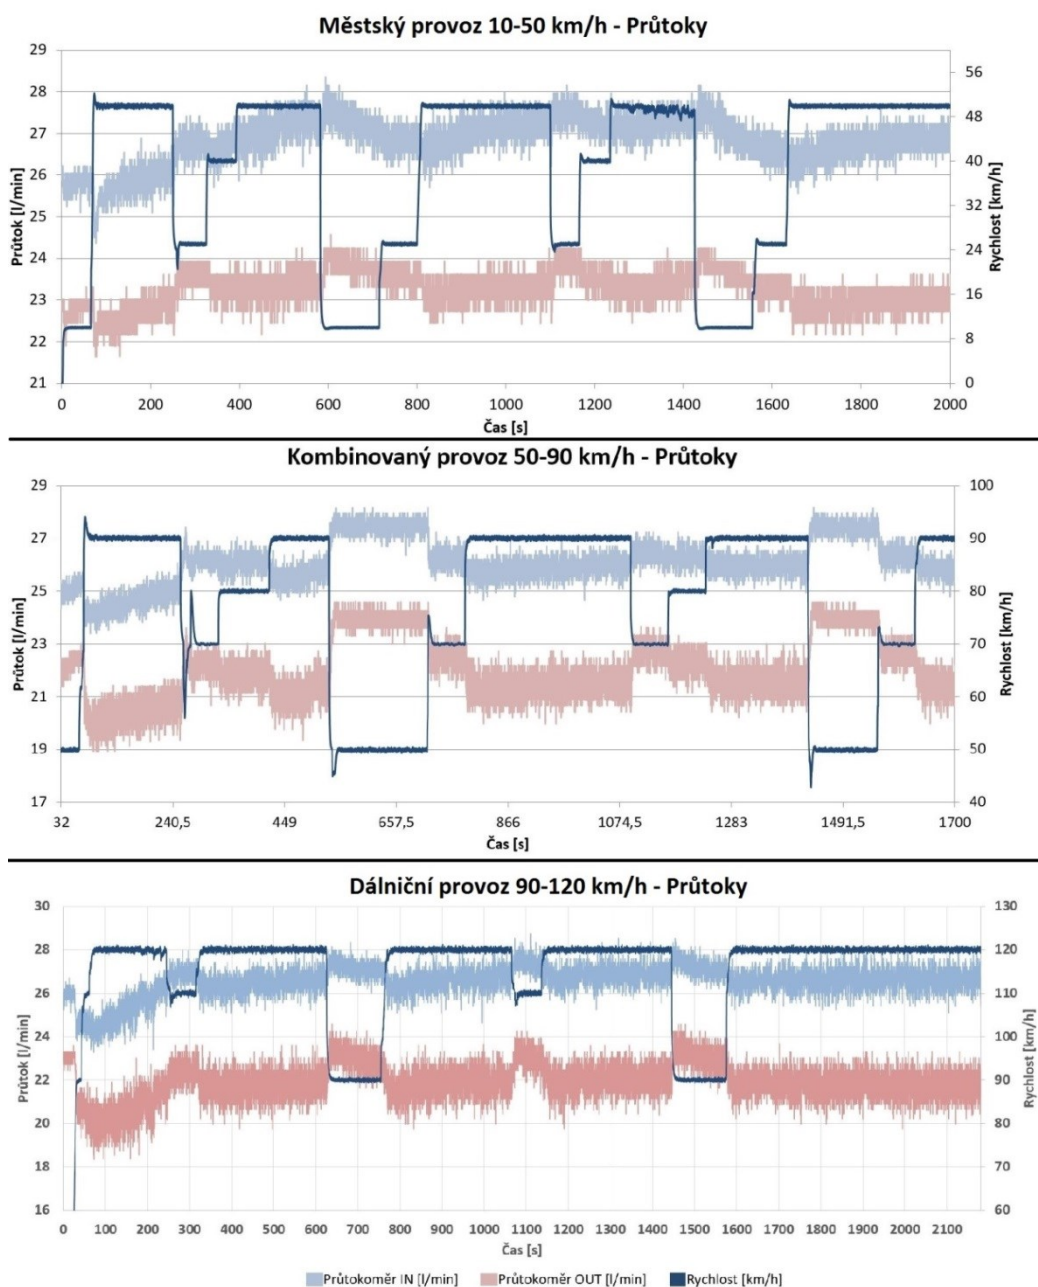 Městský provoz 10-50 km/h - Průtoky
Průtok [l/min]
29
28
27
26
25
24
23
22
21
56
48
40
32
24
16
8
0
Rychlost [km/h]
0 200 400 600 800 1000 1200 1400 1600 1800 2000
Čas [s]
Kombinovaný provoz 50-90 km/h - Průtoky
Průtok [l/min]
29
27
25
23
21
19
17
100
90
80
70
60
50
40
Rychlost [km/h]
32 240,5 449 657,5 866 1074,5 1283 1491,5 1700
Čas [s]
Dálniční provoz 90-120 km/h - Průtoky
Průtok [l/min]
30
28
26
24
22
20
18
16
130
120
110
100
90
80
70
60
Rychlost [km/h]
0 100 200 300 400 500 600 700 800 900 1000 1100 1200 1300 1400 1500 1600 1700 1800 1900 2000 2100
Čas [s]
Průtokoměr IN [l/min] Průtokoměr OUT [l/min] Rychlost [km/h]